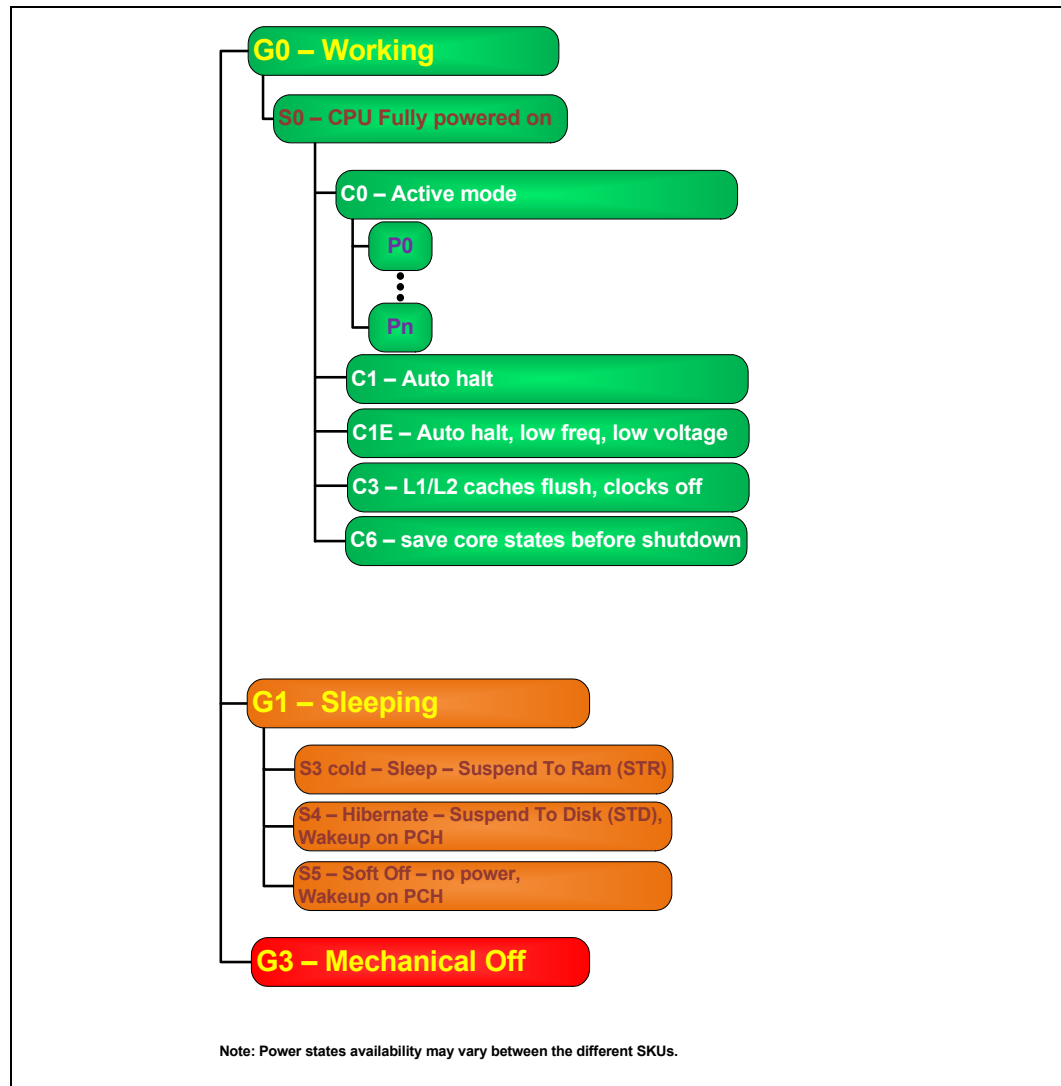 G0 – Working
S0 – CPU Fully powered on
C0 – Active mode
P0
Pn
C1 – Auto halt
C1E – Auto halt, low freq, low voltage
C3 – L1/L2 caches flush, clocks off
C6 – save core states before shutdown
G1 – Sleeping
S3 cold – Sleep – Suspend To Ram (STR)
S4 – Hibernate – Suspend To Disk (STD),
Wakeup on PCH
S5 – Soft Off – no power,
Wakeup on PCH
G3 – Mechanical Off
Note: Power states availability may vary between the different SKUs.